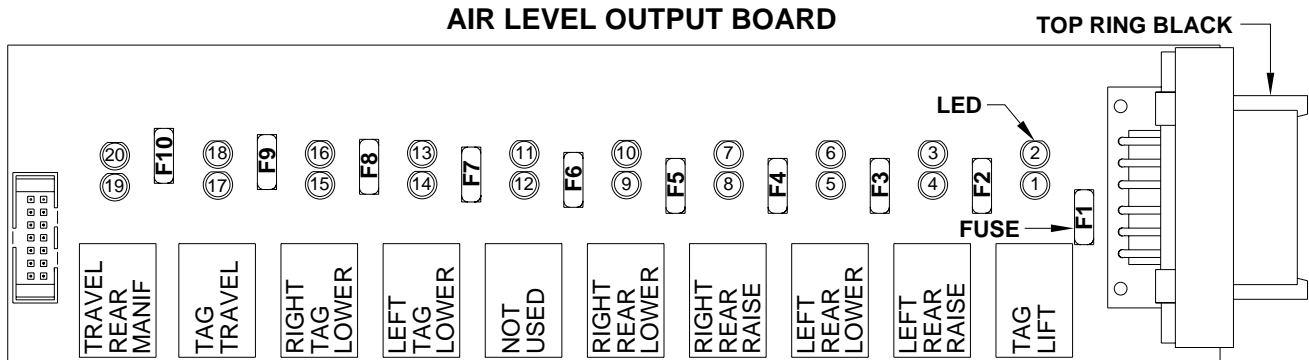 AIR LEVEL OUTPUT BOARD
TOP RING BLACK
LED
20 18 16 13 11 10 7 6 3 2
19 17 15 14 12 9 8 5 4 1
F10 F9 F8 F7 F6 F5 F4 F3 F2 F1
FUSE
TRAVEL
REAR
MANIF
TAG
TRAVEL
RIGHT
TAG
LOWER
LEFT
TAG
LOWER
NOT
USED
RIGHT
REAR
LOWER
RIGHT
REAR
RAISE
LEFT
REAR
LOWER
LEFT
REAR
RAISE
TAG
LIFT